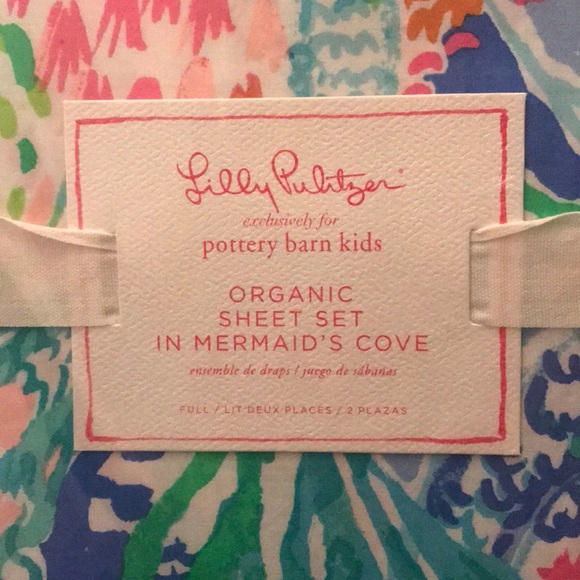 Lilly Pulitzer®
exclusively for
pottery barn kids
ORGANIC
SHEET SET
IN MERMAID'S COVE
ensemble de draps / juego de sábanas
FULL / LIT DEUX PLACES / 2 PLAZAS